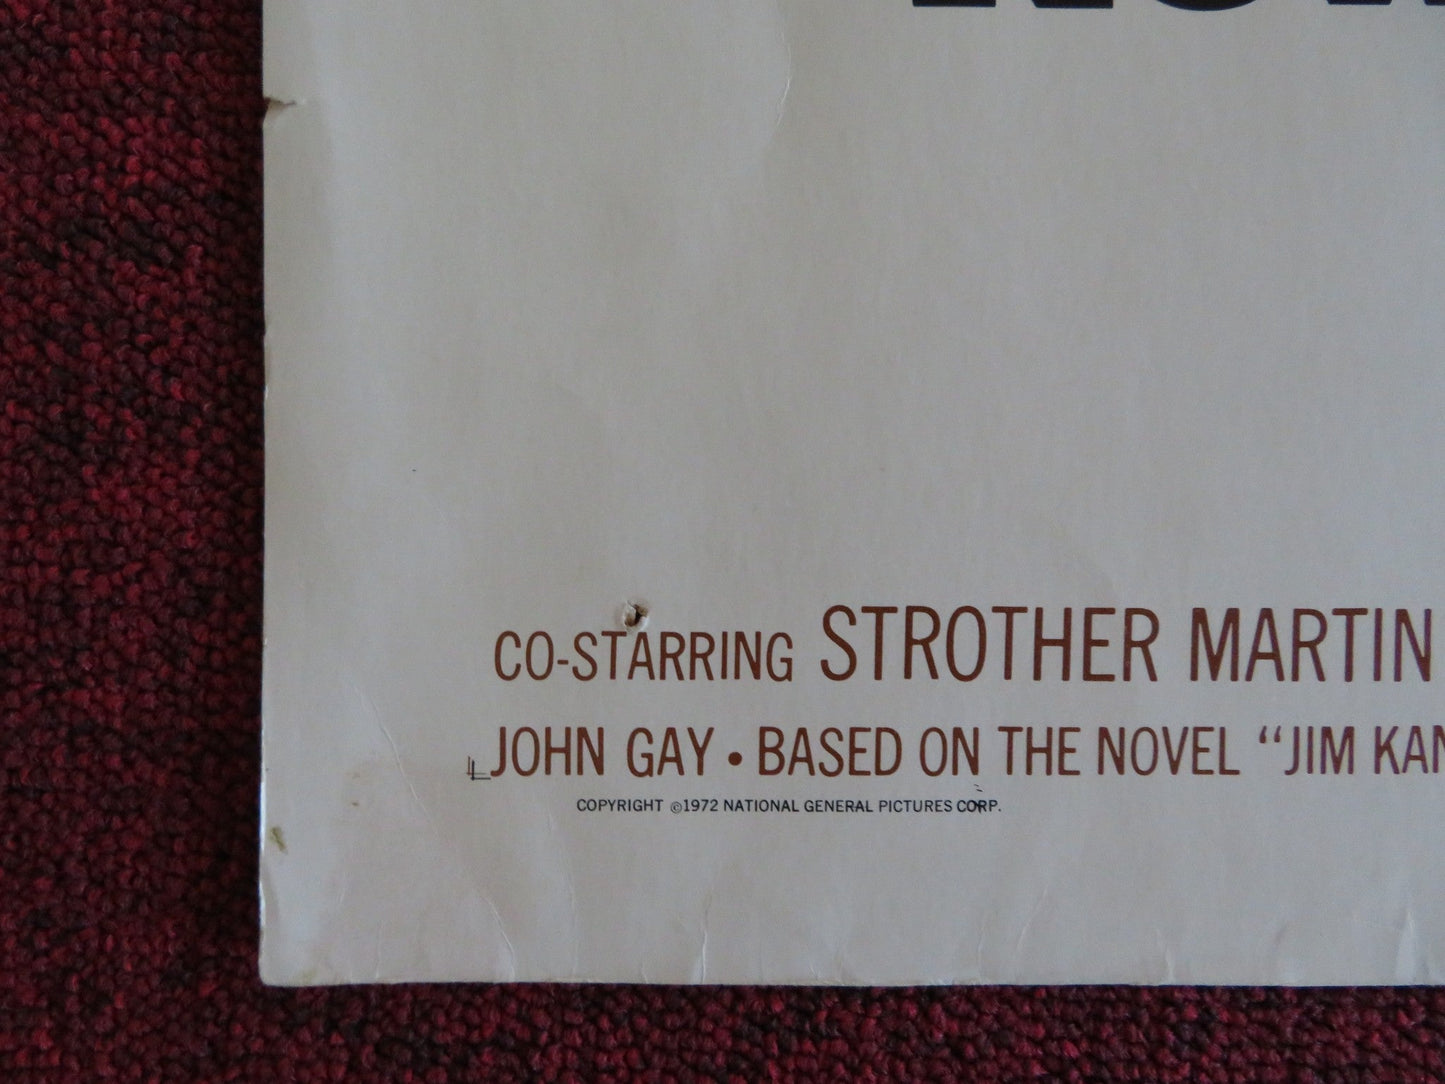 CO-STARRING STROTHER MARTIN
JOHN GAY • BASED ON THE NOVEL “JIM KAN
COPYRIGHT ©1972 NATIONAL GENERAL PICTURES CORP.